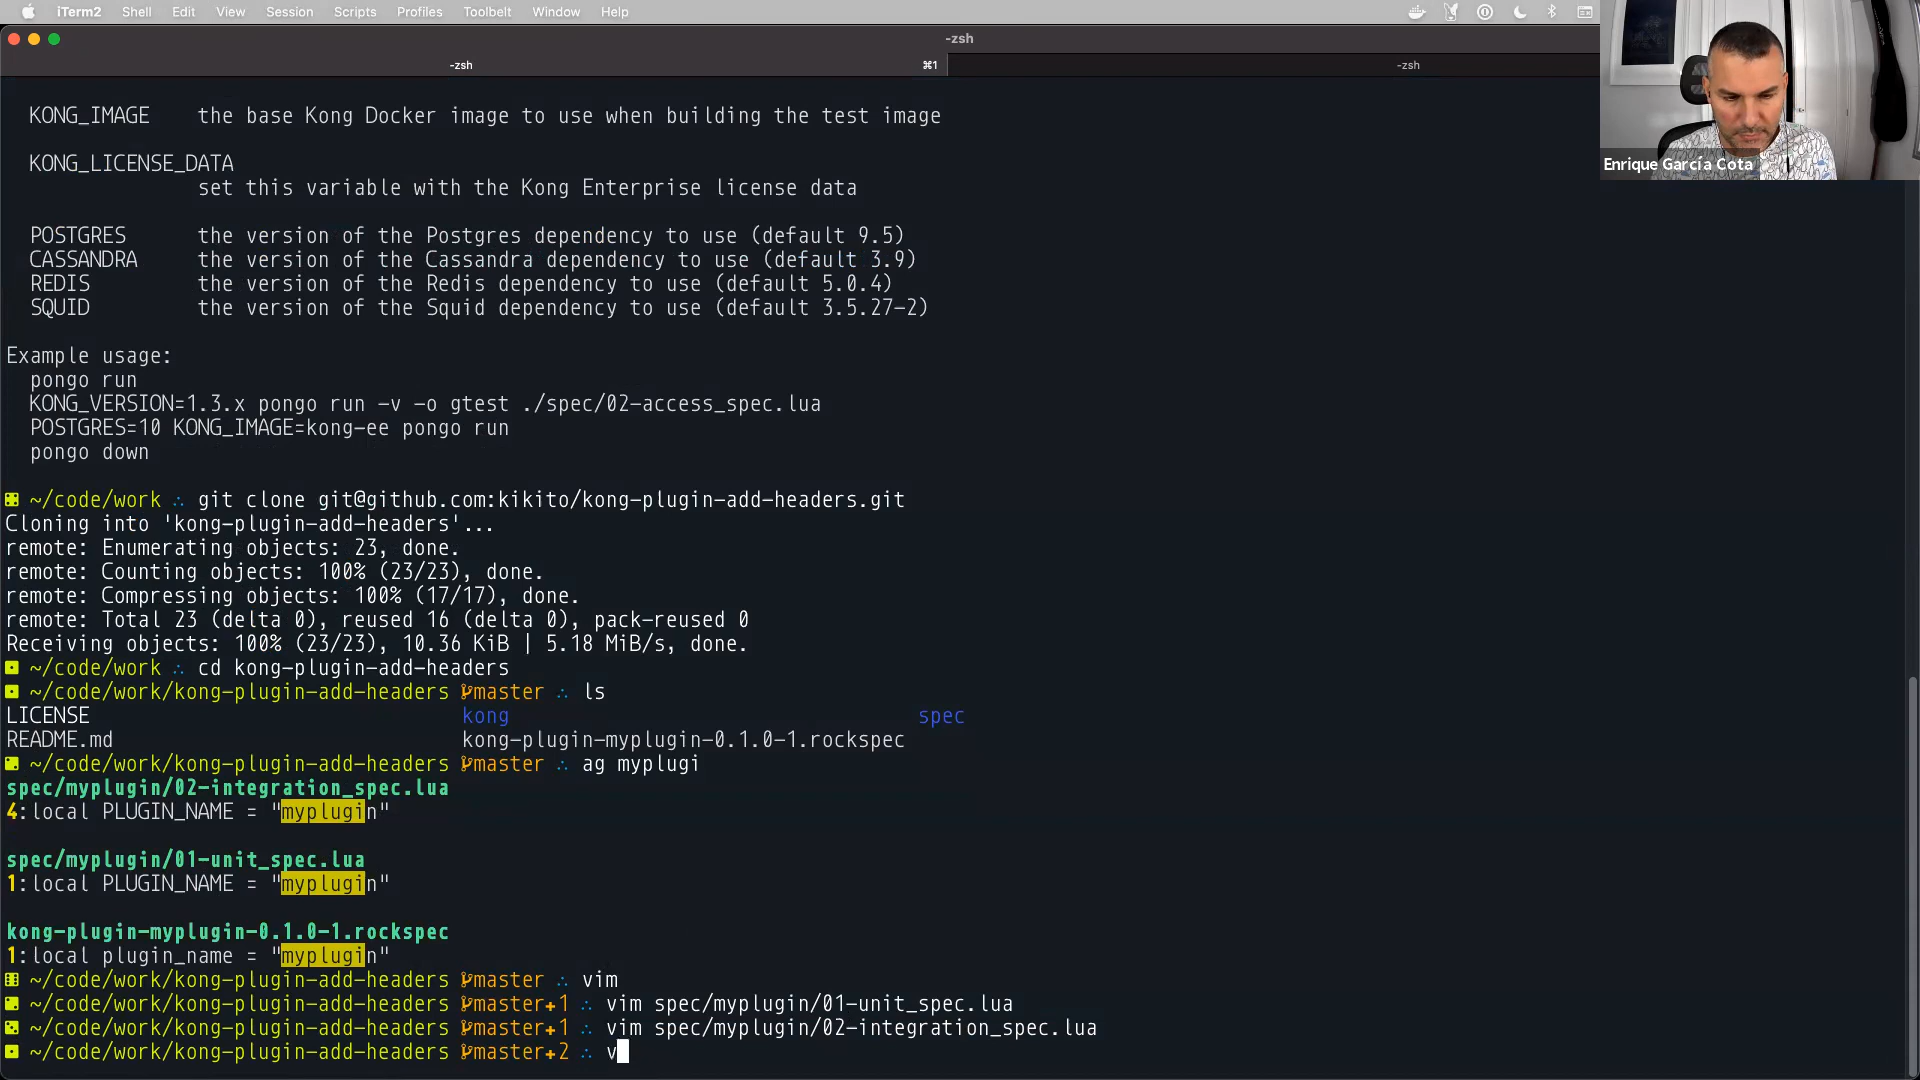 iTerm2 Shell Edit View Session Scripts Profiles Toolbelt Window Help
-zsh
-zsh ⌘1 -zsh
Enrique García Cota
KONG_IMAGE the base Kong Docker image to use when building the test image
KONG_LICENSE_DATA
set this variable with the Kong Enterprise license data
POSTGRES the version of the Postgres dependency to use (default 9.5)
CASSANDRA the version of the Cassandra dependency to use (default 3.9)
REDIS the version of the Redis dependency to use (default 5.0.4)
SQUID the version of the Squid dependency to use (default 3.5.27-2)
Example usage:
pongo run
KONG_VERSION=1.3.x pongo run -v -o gtest ./spec/02-access_spec.lua
POSTGRES=10 KONG_IMAGE=kong-ee pongo run
pongo down
~/code/work ∴ git clone git@github.com:kikito/kong-plugin-add-headers.git
Cloning into 'kong-plugin-add-headers'...
remote: Enumerating objects: 23, done.
remote: Counting objects: 100% (23/23), done.
remote: Compressing objects: 100% (17/17), done.
remote: Total 23 (delta 0), reused 16 (delta 0), pack-reused 0
Receiving objects: 100% (23/23), 10.36 KiB | 5.18 MiB/s, done.
~/code/work ∴ cd kong-plugin-add-headers
~/code/work/kong-plugin-add-headers master ∴ ls
LICENSE kong spec
README.md kong-plugin-myplugin-0.1.0-1.rockspec
~/code/work/kong-plugin-add-headers master ∴ ag myplugi
spec/myplugin/02-integration_spec.lua
4:local PLUGIN_NAME = "myplugin"
spec/myplugin/01-unit_spec.lua
1:local PLUGIN_NAME = "myplugin"
kong-plugin-myplugin-0.1.0-1.rockspec
1:local plugin_name = "myplugin"
~/code/work/kong-plugin-add-headers master ∴ vim
~/code/work/kong-plugin-add-headers master+1 ∴ vim spec/myplugin/01-unit_spec.lua
~/code/work/kong-plugin-add-headers master+1 ∴ vim spec/myplugin/02-integration_spec.lua
~/code/work/kong-plugin-add-headers master+2 ∴ v